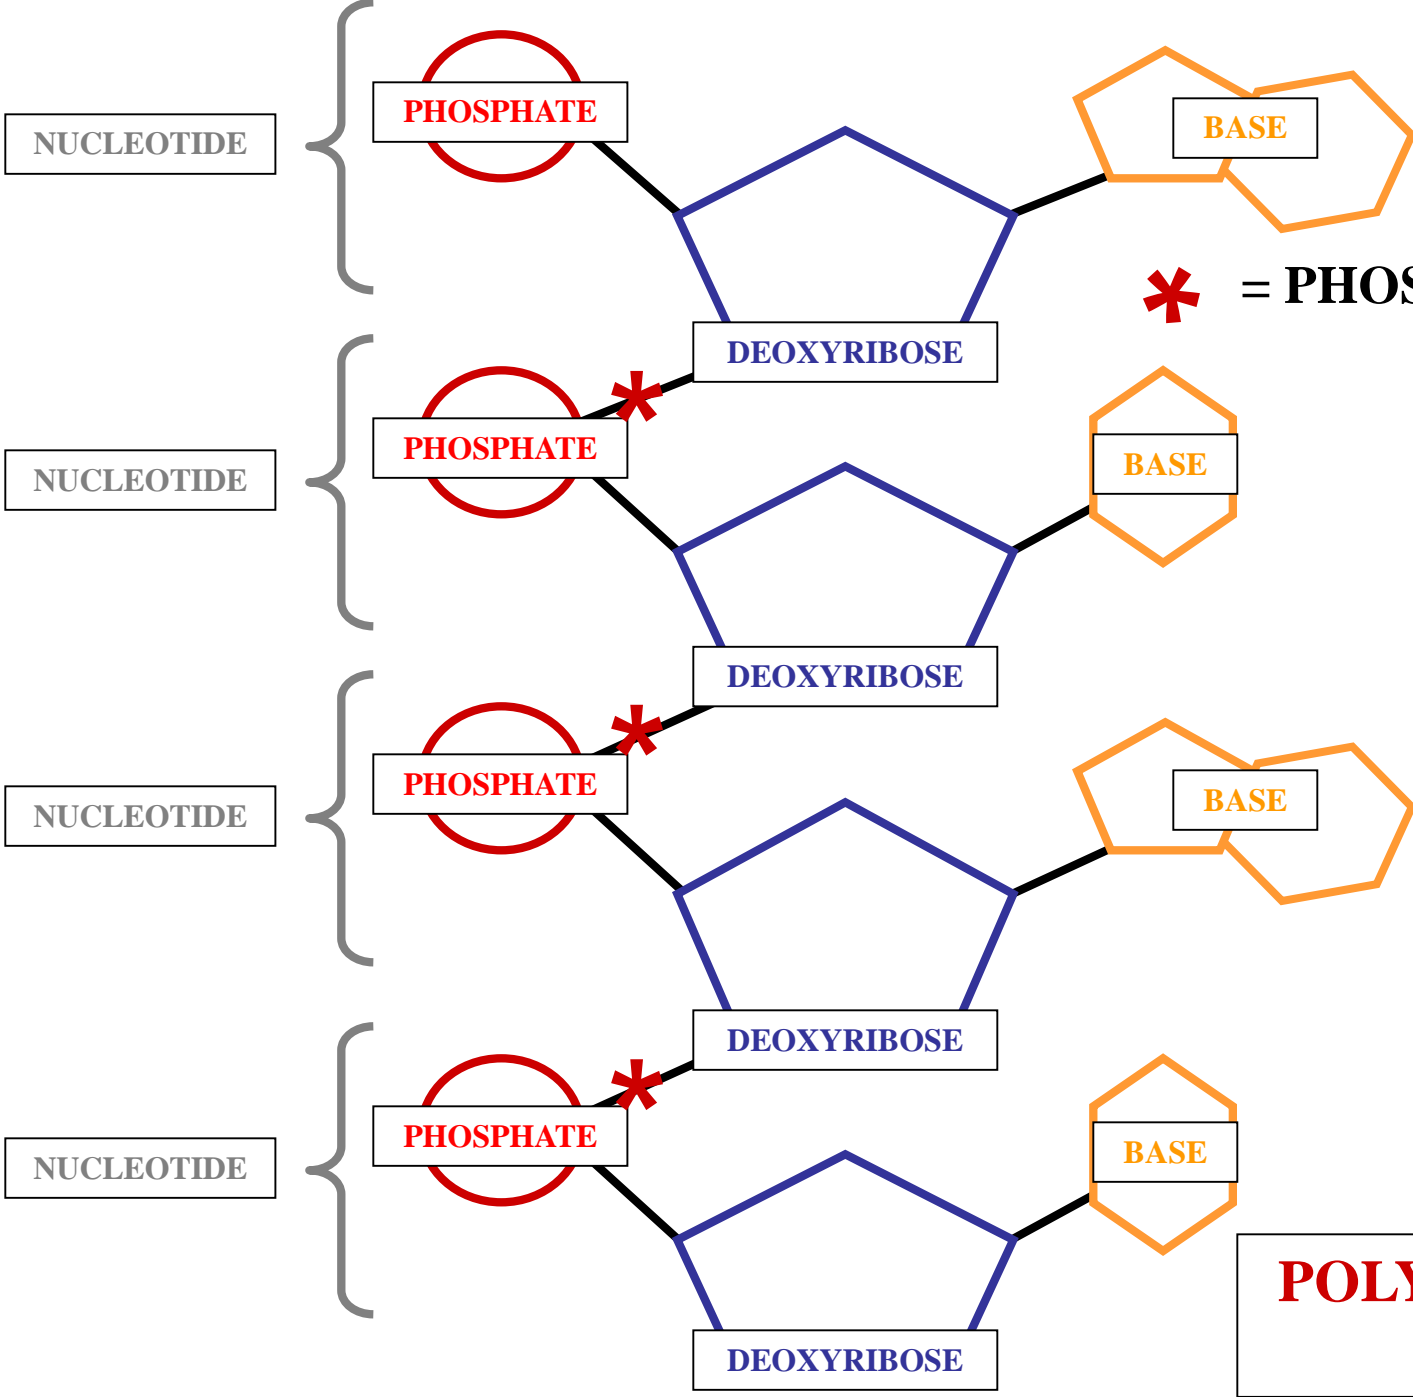 PHOSPHATE
NUCLEOTIDE
BASE
= PHOS
DEOXYRIBOSE
PHOSPHATE
NUCLEOTIDE
BASE
DEOXYRIBOSE
PHOSPHATE
NUCLEOTIDE
BASE
DEOXYRIBOSE
PHOSPHATE
NUCLEOTIDE
BASE
POLY
DEOXYRIBOSE